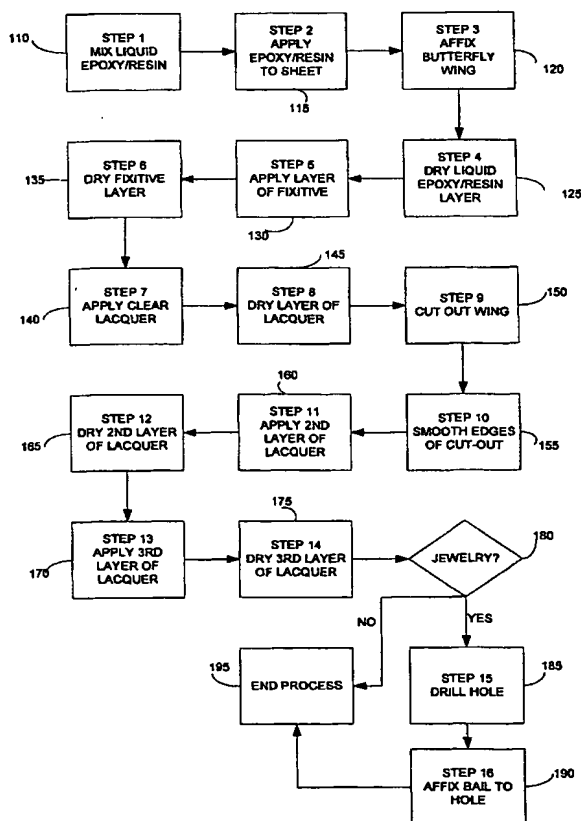 110
STEP 1
MIX LIQUID
EPOXY/RESIN
STEP 2
APPLY
EPOXY/RESIN
TO SHEET
115
STEP 3
AFFIX
BUTTERFLY
WING
120
135
STEP 6
DRY FIXITIVE
LAYER
STEP 5
APPLY LAYER
OF FIXITIVE
130
STEP 4
DRY LIQUID
EPOXY/RESIN
LAYER
125
140
STEP 7
APPLY CLEAR
LACQUER
145
STEP 8
DRY LAYER OF
LACQUER
STEP 9
CUT OUT WING
150
165
STEP 12
DRY 2ND LAYER
OF LACQUER
160
STEP 11
APPLY 2ND
LAYER OF
LACQUER
STEP 10
SMOOTH EDGES
OF CUT-OUT
155
170
STEP 13
APPLY 3RD
LAYER OF
LACQUER
175
STEP 14
DRY 3RD LAYER
OF LACQUER
JEWELRY?
180
NO
YES
195
END PROCESS
STEP 15
DRILL HOLE
185
STEP 16
AFFIX BAIL TO
HOLE
190